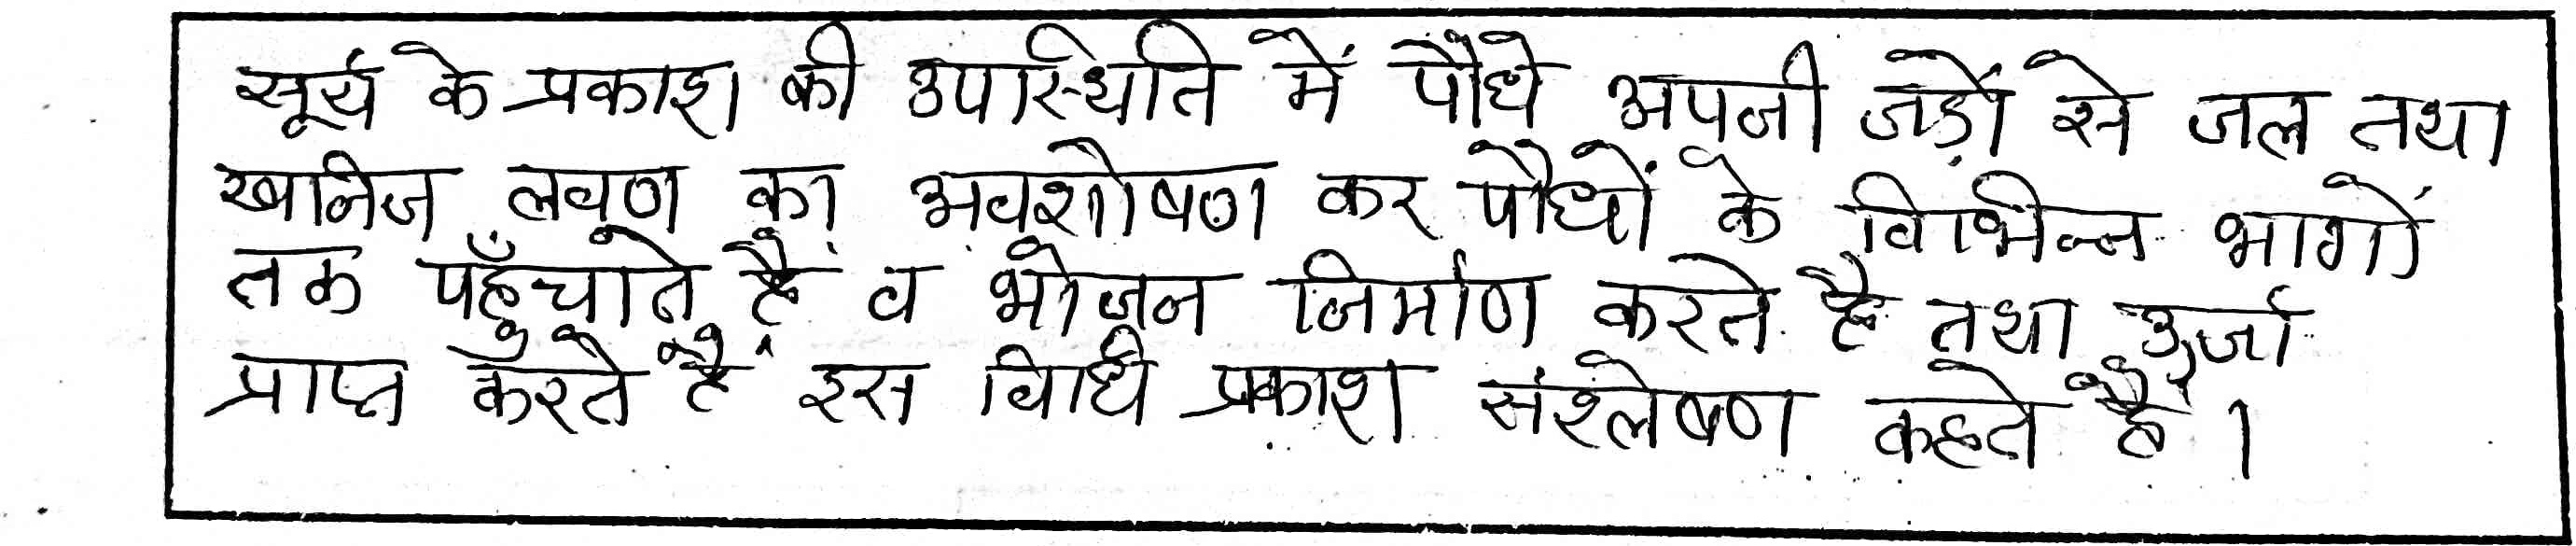 सूर्य के प्रकाश की उपस्थिति में पौधे अपनी जड़ों से जल तथा
खनिज लवण का अवशोषण कर पौधों के विभिन्न भागों
तक पहुँचाते है व भोजन निर्माण करते है तथा ऊर्जा
प्राप्त करते हैं इस विधि प्रकाश संश्लेषण कहते हैं।